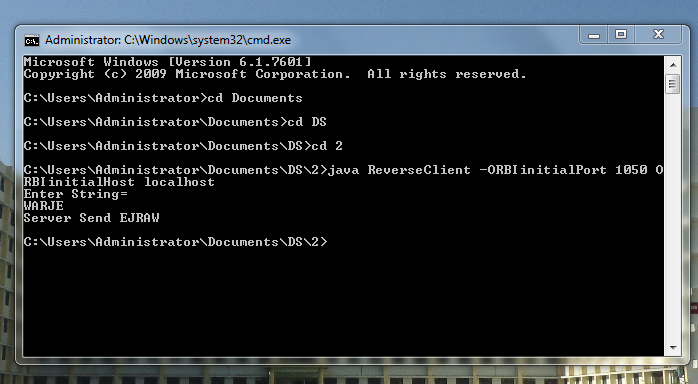 Administrator: C:\Windows\system32\cmd.exe
Microsoft Windows [Version 6.1.7601]
Copyright (c) 2009 Microsoft Corporation.  All rights reserved.
C:\Users\Administrator>cd Documents
C:\Users\Administrator\Documents>cd DS
C:\Users\Administrator\Documents\DS>cd 2
C:\Users\Administrator\Documents\DS\2>java ReverseClient -ORBIinitialPort 1050 O
RBIinitialHost localhost
Enter String=
WARJE
Server Send EJRAW
C:\Users\Administrator\Documents\DS\2>